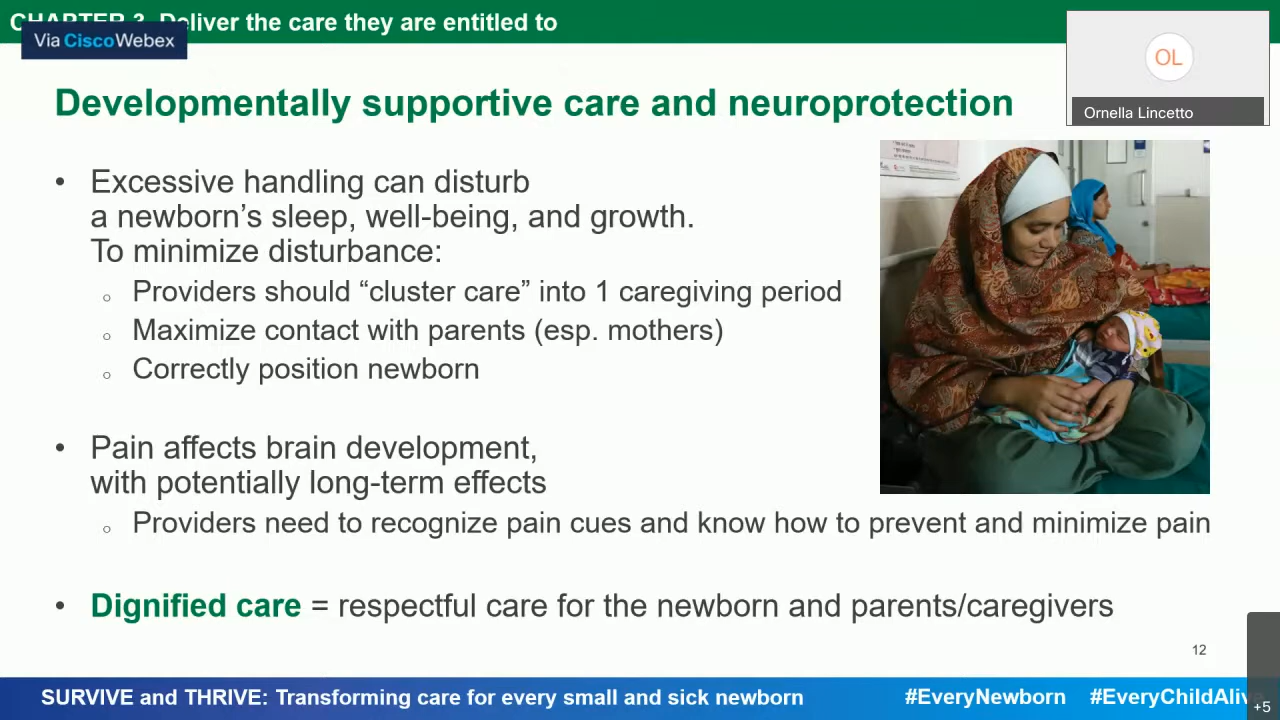 CHAPTER 3. Deliver the care they are entitled to
Via Cisco Webex
OL
Ornella Lincetto
Developmentally supportive care and neuroprotection
• Excessive handling can disturb
a newborn’s sleep, well-being, and growth.
To minimize disturbance:
○ Providers should “cluster care” into 1 caregiving period
○ Maximize contact with parents (esp. mothers)
○ Correctly position newborn
• Pain affects brain development,
with potentially long-term effects
○ Providers need to recognize pain cues and know how to prevent and minimize pain
• Dignified care = respectful care for the newborn and parents/caregivers
12
SURVIVE and THRIVE: Transforming care for every small and sick newborn
#EveryNewborn #EveryChildAlive
+5